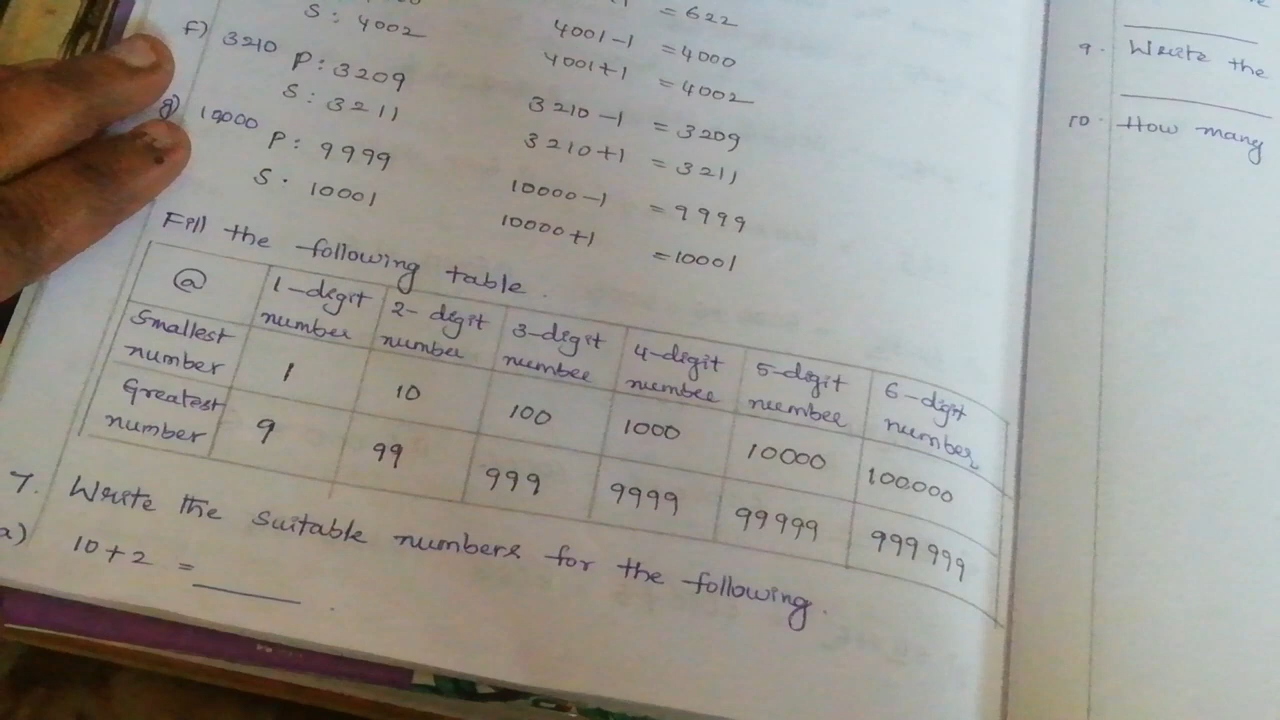 = 622
S: 4002
4001-1 = 4000
4001+1 = 4002
f) 3210
P: 3209
3210-1 = 3209
S: 3211
3210+1 = 3211
g) 10000
P: 9999
10000-1 = 9999
S. 10001
10000+1 = 10001
Fill the following table.
@ 1-digit number 2-digit number 3-digit number 4-digit number 5-digit number 6-digit number
Smallest number 1 10 100 1000 10000 100000
Greatest number 9 99 999 9999 99999 999999
7. Write the suitable numbers for the following.
a) 10+2 = ____.
9. Write the
10. How many